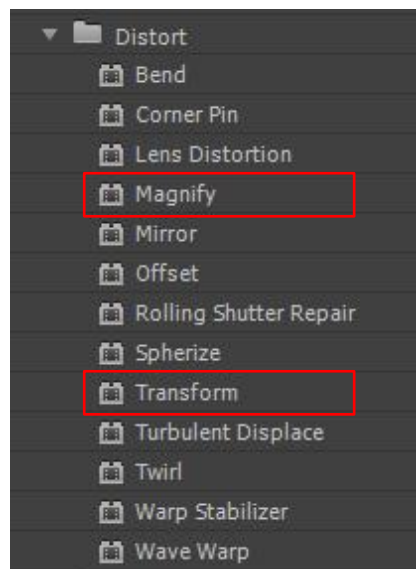 Distort
Bend
Corner Pin
Lens Distortion
Magnify
Mirror
Offset
Rolling Shutter Repair
Spherize
Transform
Turbulent Displace
Twirl
Warp Stabilizer
Wave Warp